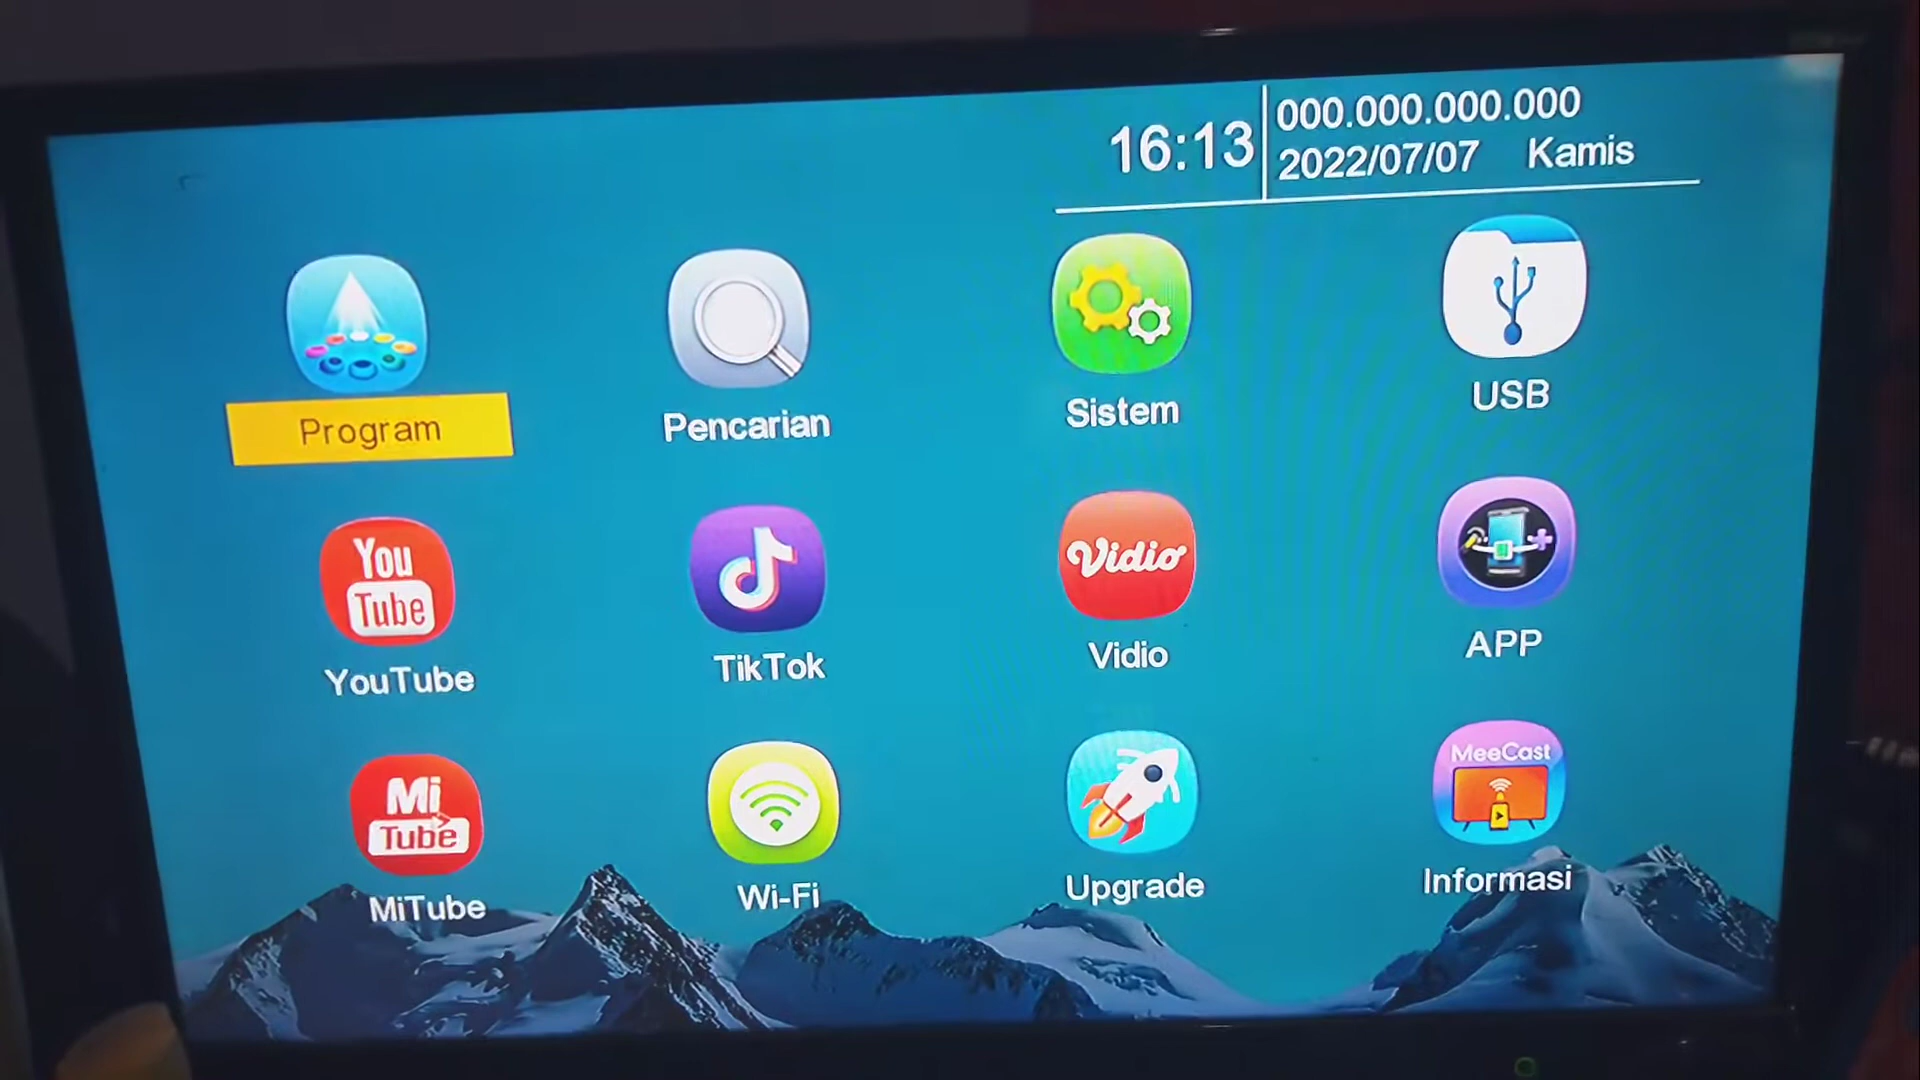 16:13
000.000.000.000
2022/07/07 Kamis
Program
Pencarian
Sistem
USB
You
Tube
YouTube
TikTok
Vidio
Vidio
APP
Mi
Tube
MiTube
Wi-Fi
Upgrade
MeeCast
Informasi